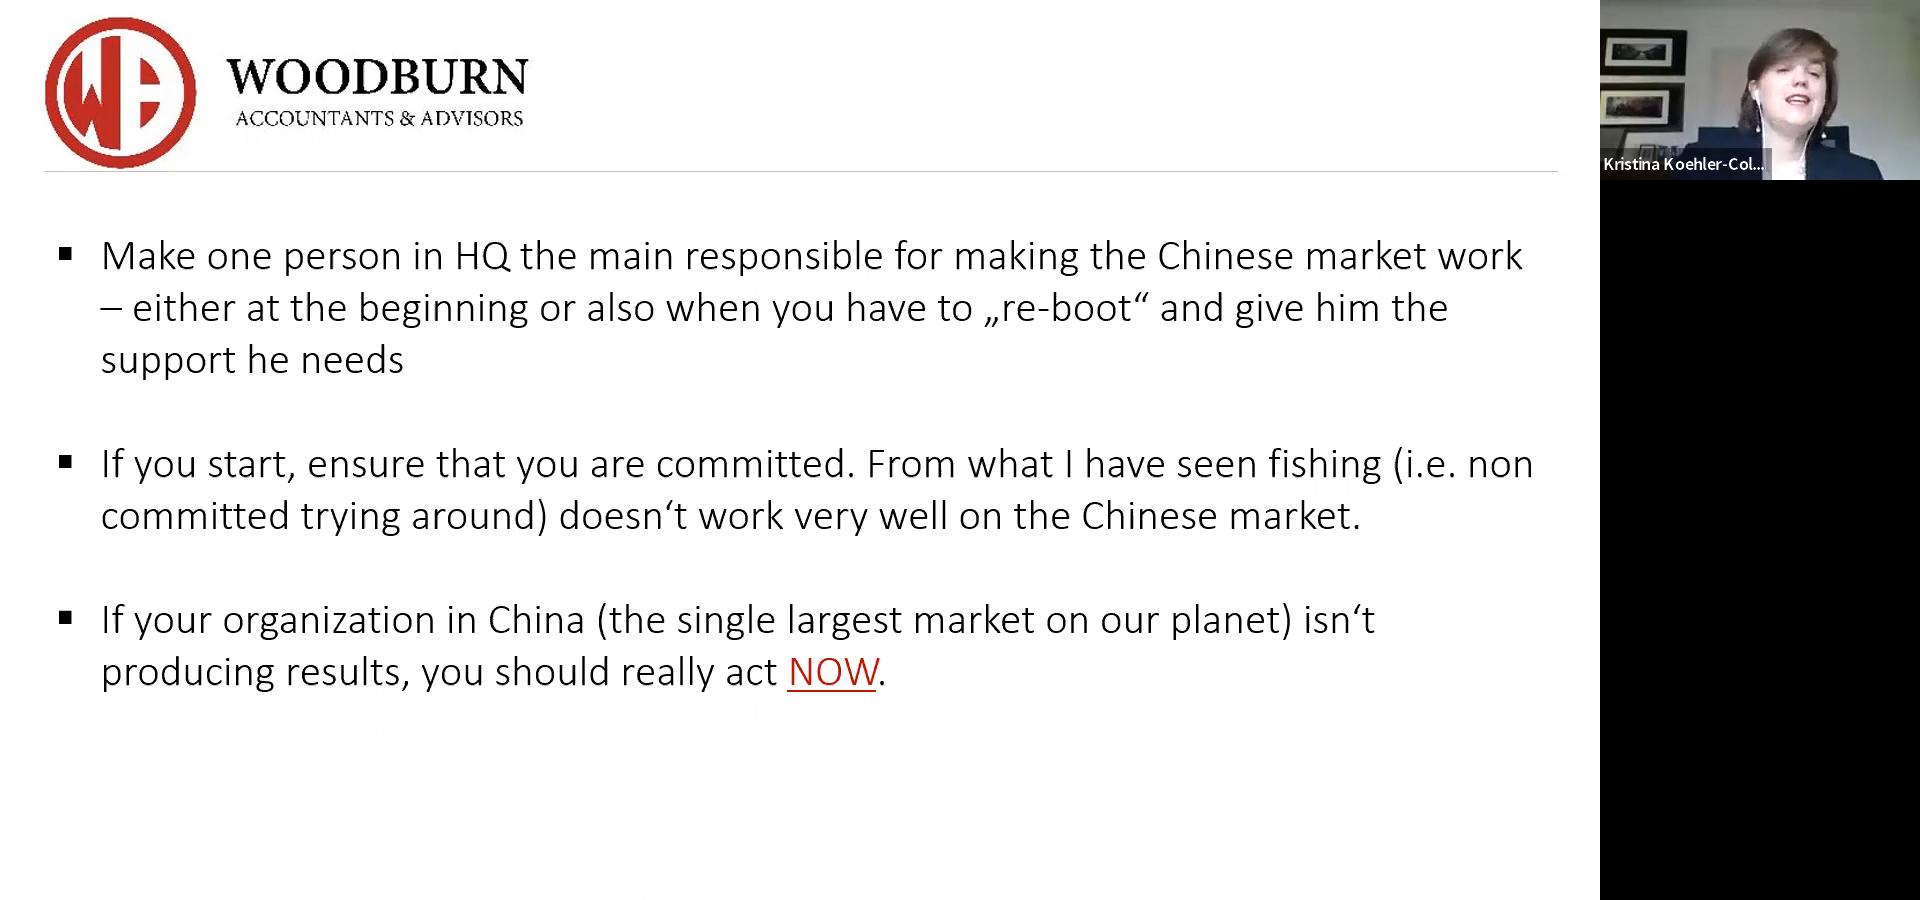 WOODBURN
ACCOUNTANTS & ADVISORS
Kristina Koehler-Col...
▪ Make one person in HQ the main responsible for making the Chinese market work
– either at the beginning or also when you have to „re-boot“ and give him the
support he needs
▪ If you start, ensure that you are committed. From what I have seen fishing (i.e. non
committed trying around) doesn‘t work very well on the Chinese market.
▪ If your organization in China (the single largest market on our planet) isn‘t
producing results, you should really act NOW.